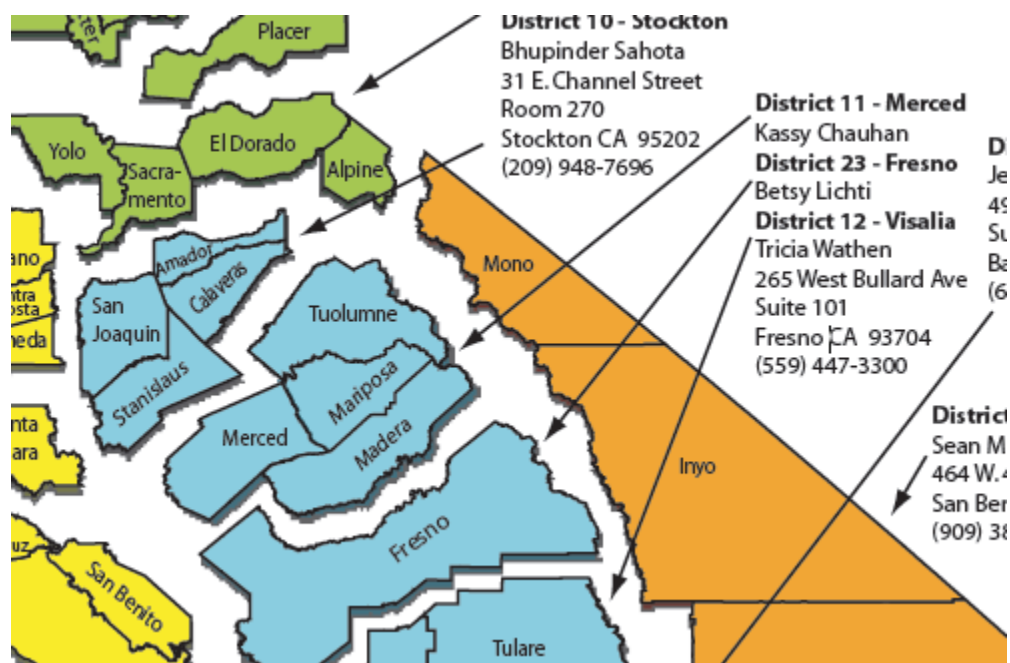 Placer
District 10 - Stockton
Bhupinder Sahota
31 E. Channel Street
Room 270
Stockton CA 95202
(209) 948-7696
District 11 - Merced
Kassy Chauhan
District 23 - Fresno
Betsy Lichti
District 12 - Visalia
Tricia Wathen
265 West Bullard Ave
Suite 101
Fresno CA 93704
(559) 447-3300
Yolo
El Dorado
Sacra-
mento
Alpine
Amador
Calaveras
San
Joaquin
Stanislaus
Tuolumne
Mono
Mariposa
Merced
Madera
Inyo
Fresno
San Benito
Tulare
District
Sean M
464 W. 4
San Ber
(909) 38